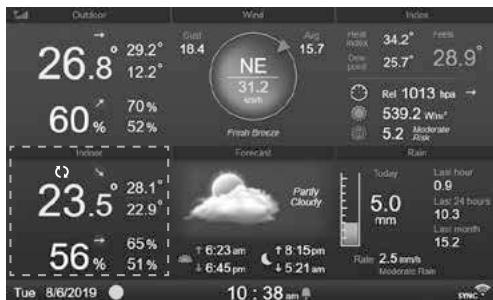 Outdoor
26.8° 29.2° 12.2°
60% 70% 52%
Wind
Gust 18.4
Avg 15.7
NE
31.2
km/h
Fresh Breeze
Index
Heat index 34.2°
Feels 28.9°
Dew point 25.7°
Rel 1013 hpa
539.2 W/m²
5.2 Moderate Risk
Indoor
23.5° 28.1° 22.9°
56% 65% 51%
Forecast
Partly Cloudy
↑ 6:23 am ↑ 8:15 pm
↓ 6:45 pm ↓ 5:21 am
Rain
Today
5.0 mm
Last hour
0.9
Last 24 hours
10.3
Last month
15.2
Rate 2.5 mm/h
Moderate Rain
Tue 8/6/2019 10:38 am SYNC